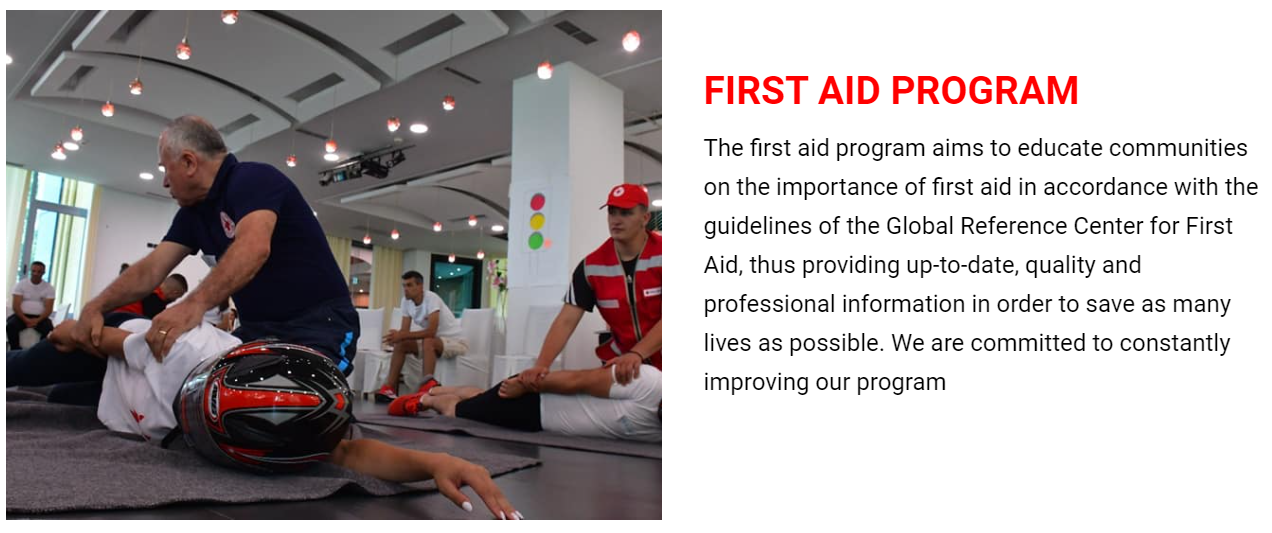 FIRST AID PROGRAM
The first aid program aims to educate communities
on the importance of first aid in accordance with the
guidelines of the Global Reference Center for First
Aid, thus providing up-to-date, quality and
professional information in order to save as many
lives as possible. We are committed to constantly
improving our program